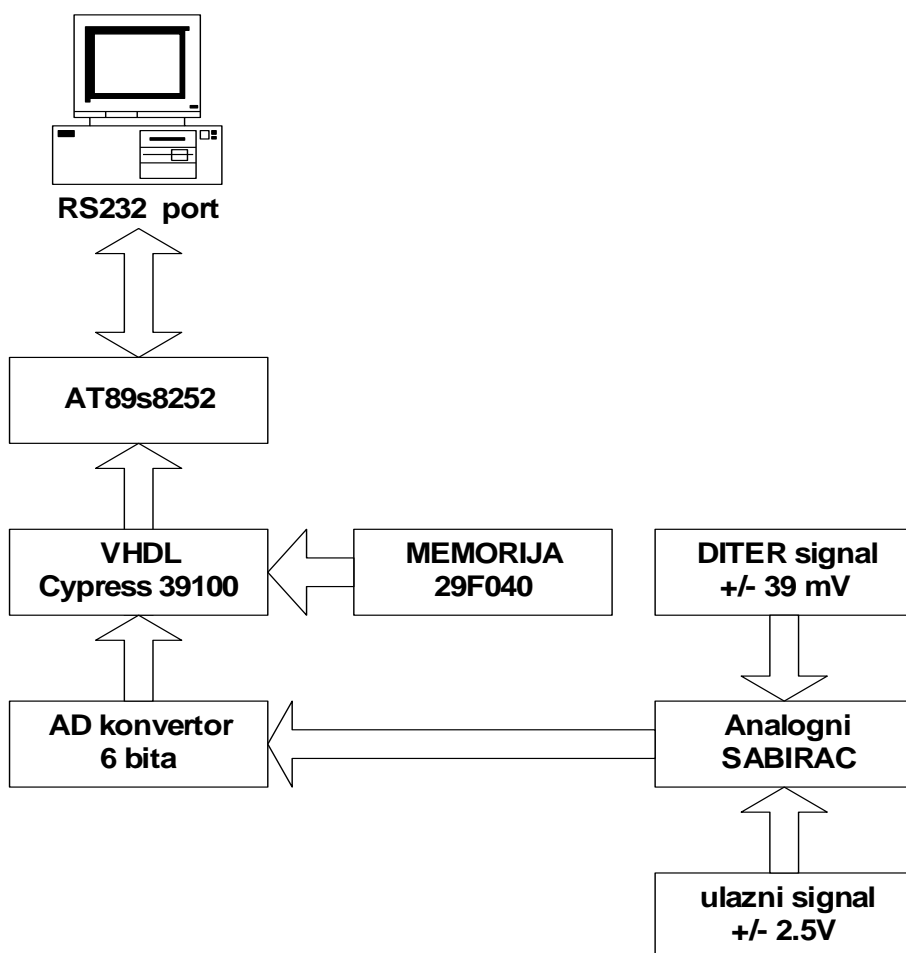 RS232 port
AT89s8252
VHDL
Cypress 39100
MEMORIJA
29F040
DITER signal
+/- 39 mV
AD konvertor
6 bita
Analogni
SABIRAC
ulazni signal
+/- 2.5V